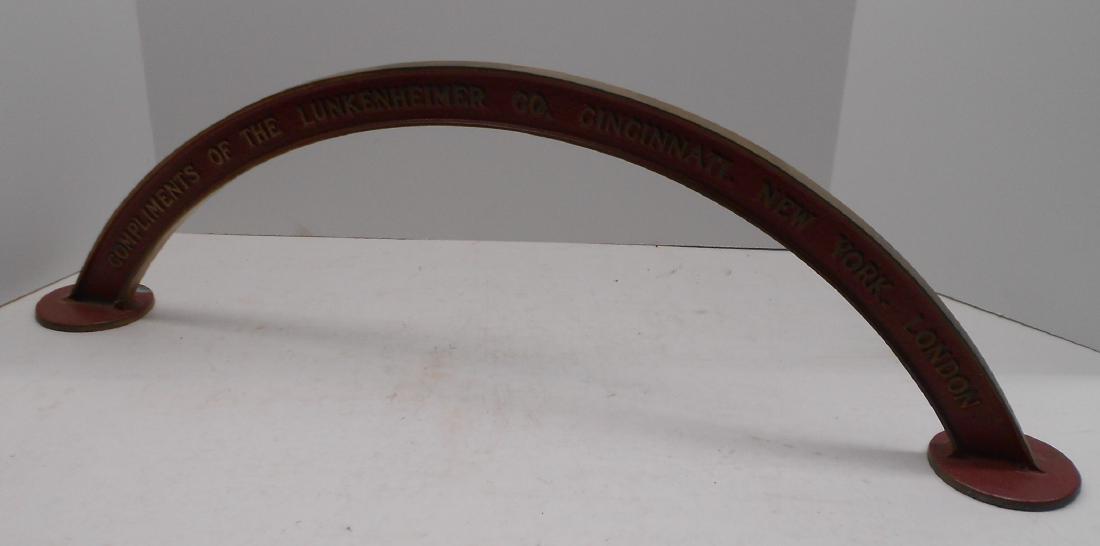 COMPLIMENTS OF THE LUNKENHEIMER CO. CINCINNATI. NEW YORK. LONDON